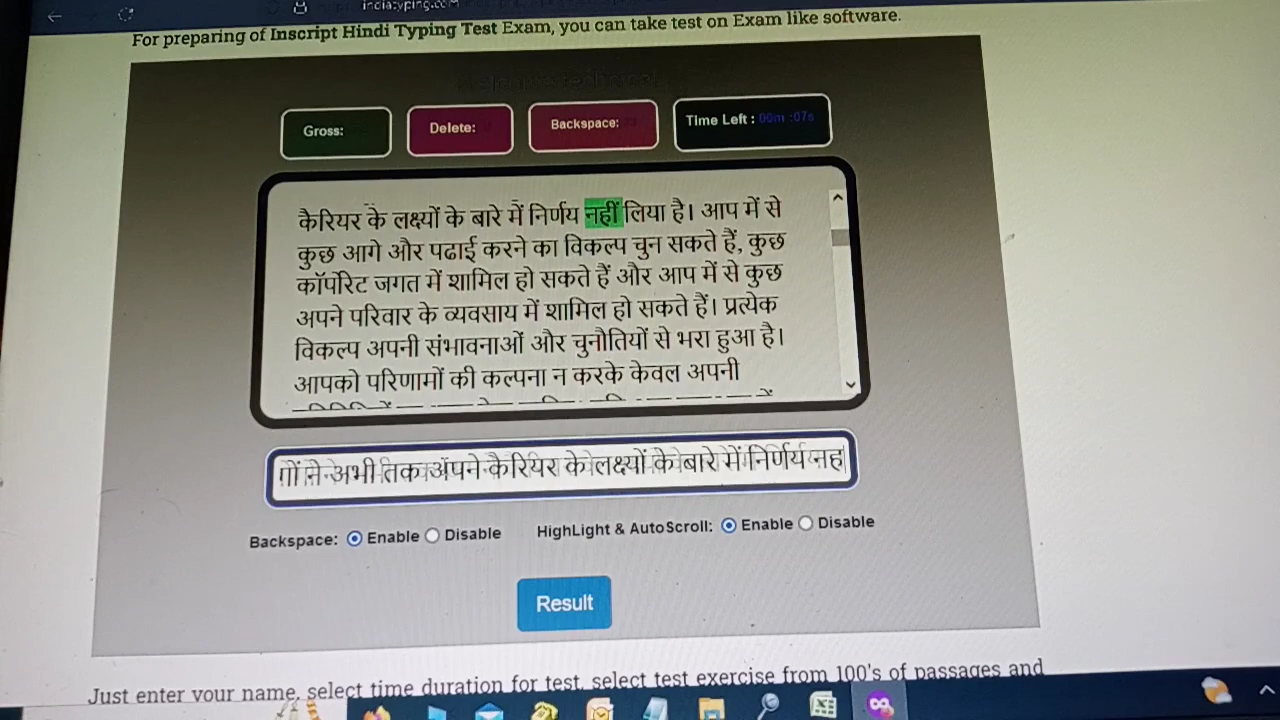 For preparing of Inscript Hindi Typing Test Exam, you can take test on Exam like software.
Gross:
Delete:
Backspace:
Time Left : 00m :07s
कैरियर के लक्ष्यों के बारे में निर्णय नहीं लिया है। आप में से
कुछ आगे और पढाई करने का विकल्प चुन सकते हैं, कुछ
कॉर्पोरेट जगत में शामिल हो सकते हैं और आप में से कुछ
अपने परिवार के व्यवसाय में शामिल हो सकते हैं। प्रत्येक
विकल्प अपनी संभावनाओं और चुनौतियों से भरा हुआ है।
आपको परिणामों की कल्पना न करके केवल अपनी
गों ने अभी तक अपने कैरियर के लक्ष्यों के बारे में निर्णय नह
Backspace: Enable Disable HighLight & AutoScroll: Enable Disable
Result
Just enter your name, select time duration for test, select test exercise from 100's of passages and